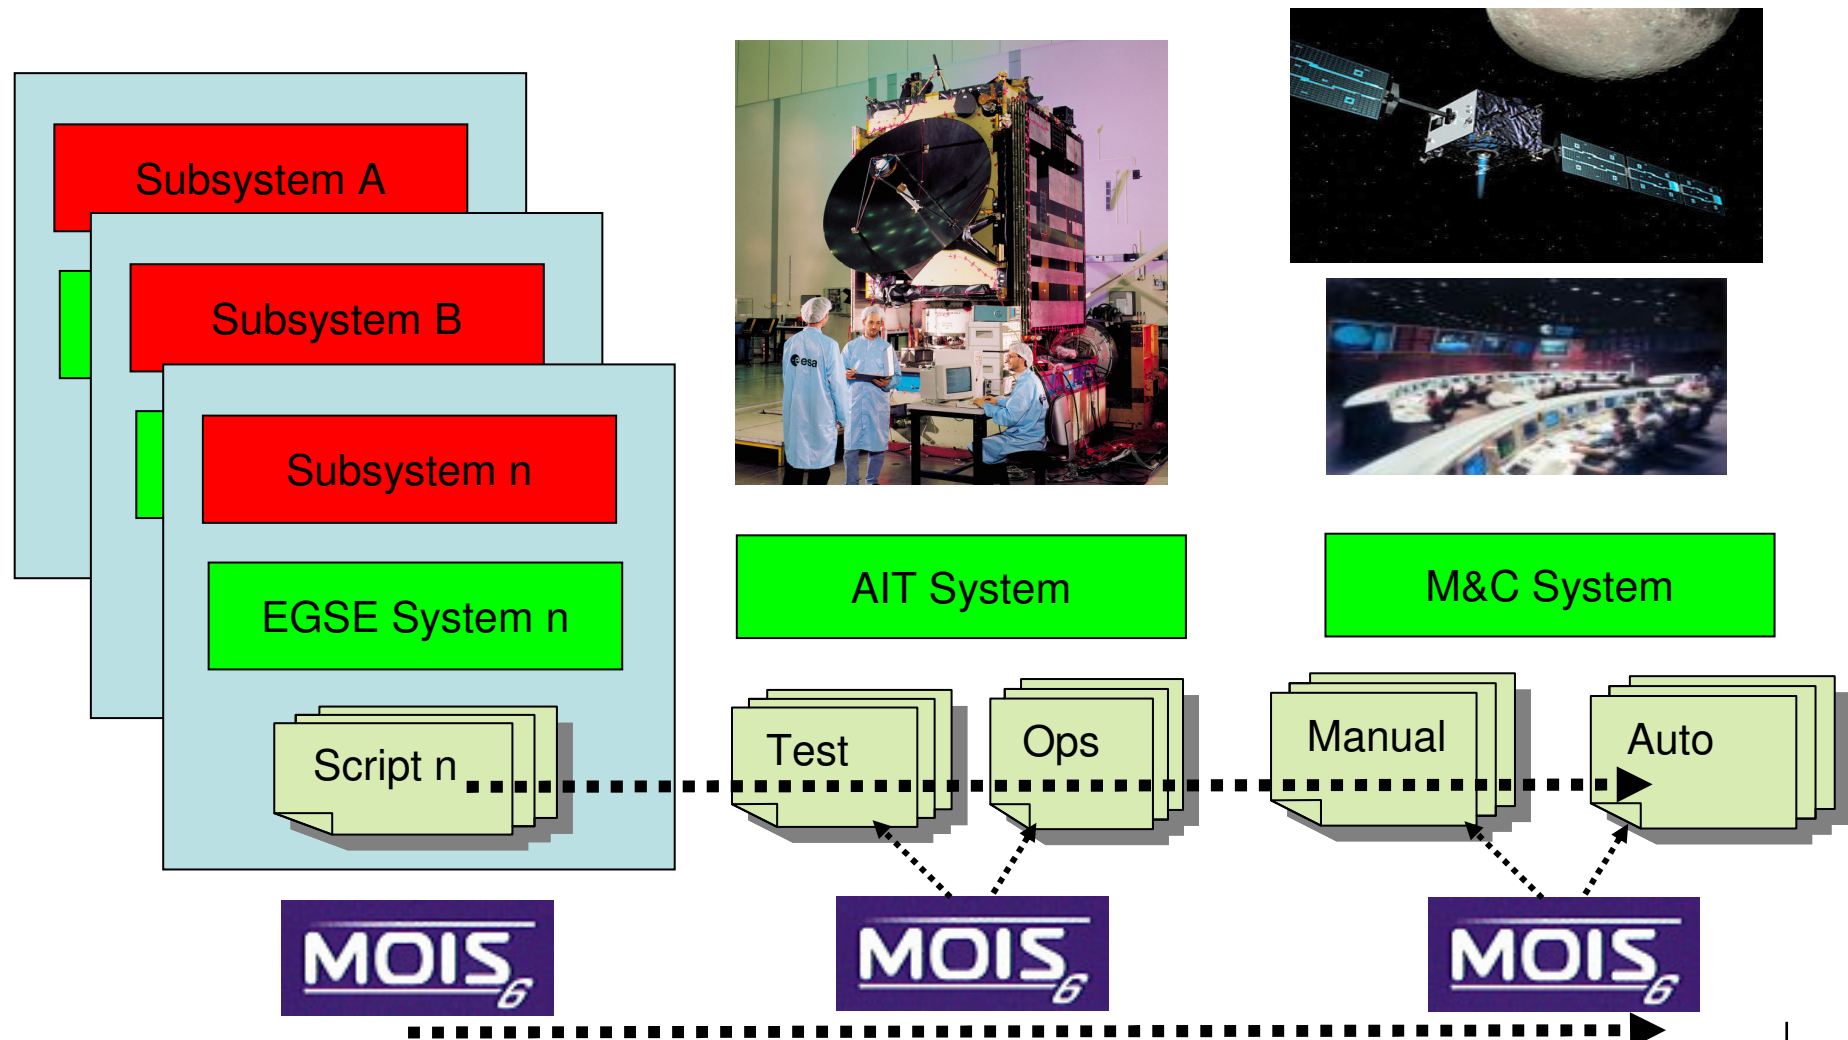 Subsystem A
Subsystem B
Subsystem n
EGSE System n
Script n
esa
AIT System
M&C System
Test
Ops
Manual
Auto
MOIS 6
MOIS 6
MOIS 6